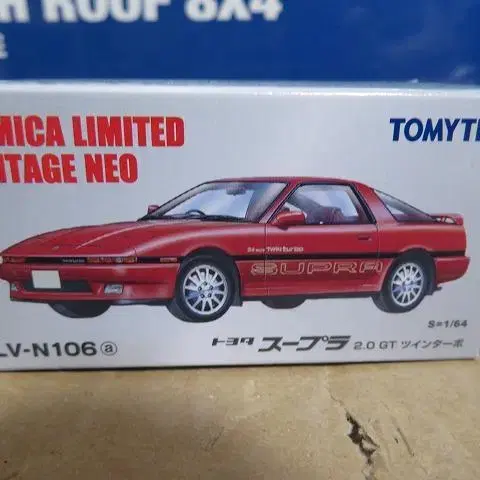 ROOF 8X4
MICA LIMITED
TOMYTE
NTAGE NEO
24 VALVE TWIN turbo
SUPRA
S=1/64
LV-N106 a
トヨタ スープラ 2.0 GT ツインターボ